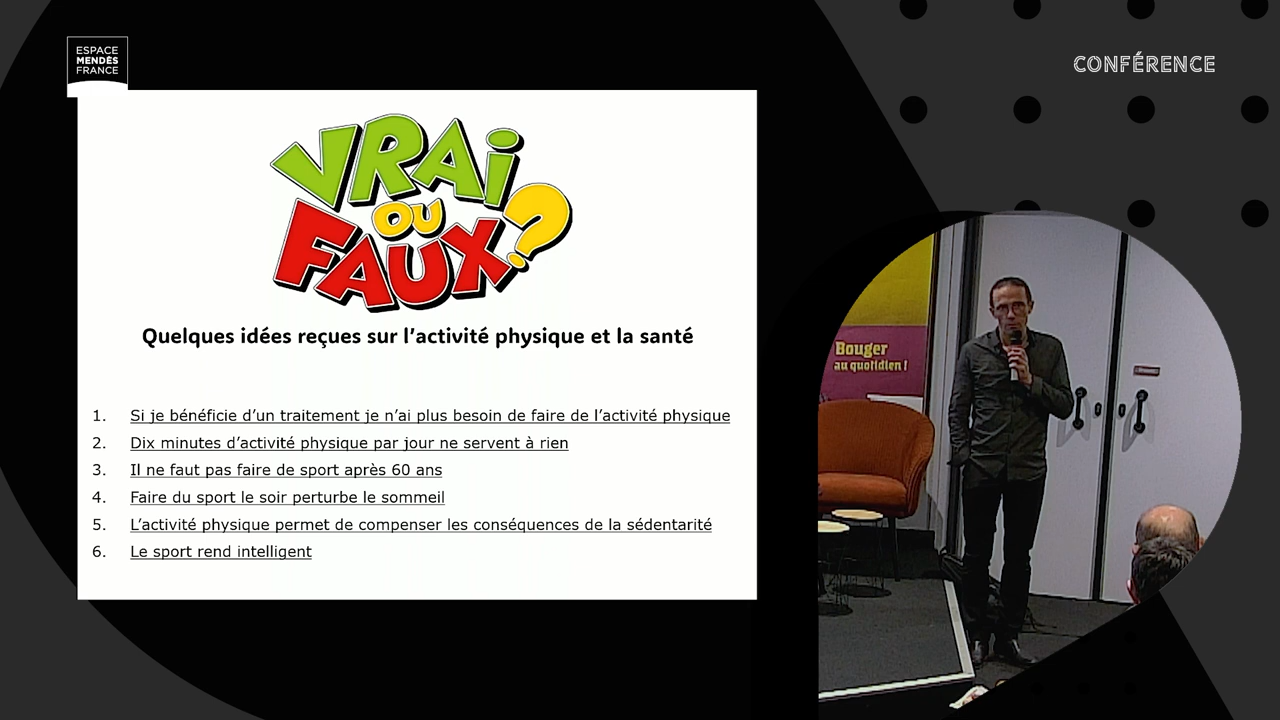 ESPACE
MENDÈS
FRANCE
CONFÉRENCE
VRAi
OU
FAUX?
Quelques idées reçues sur l'activité physique et la santé
1. Si je bénéficie d'un traitement je n'ai plus besoin de faire de l'activité physique
2. Dix minutes d'activité physique par jour ne servent à rien
3. Il ne faut pas faire de sport après 60 ans
4. Faire du sport le soir perturbe le sommeil
5. L'activité physique permet de compenser les conséquences de la sédentarité
6. Le sport rend intelligent
Bouger
au quotidien !